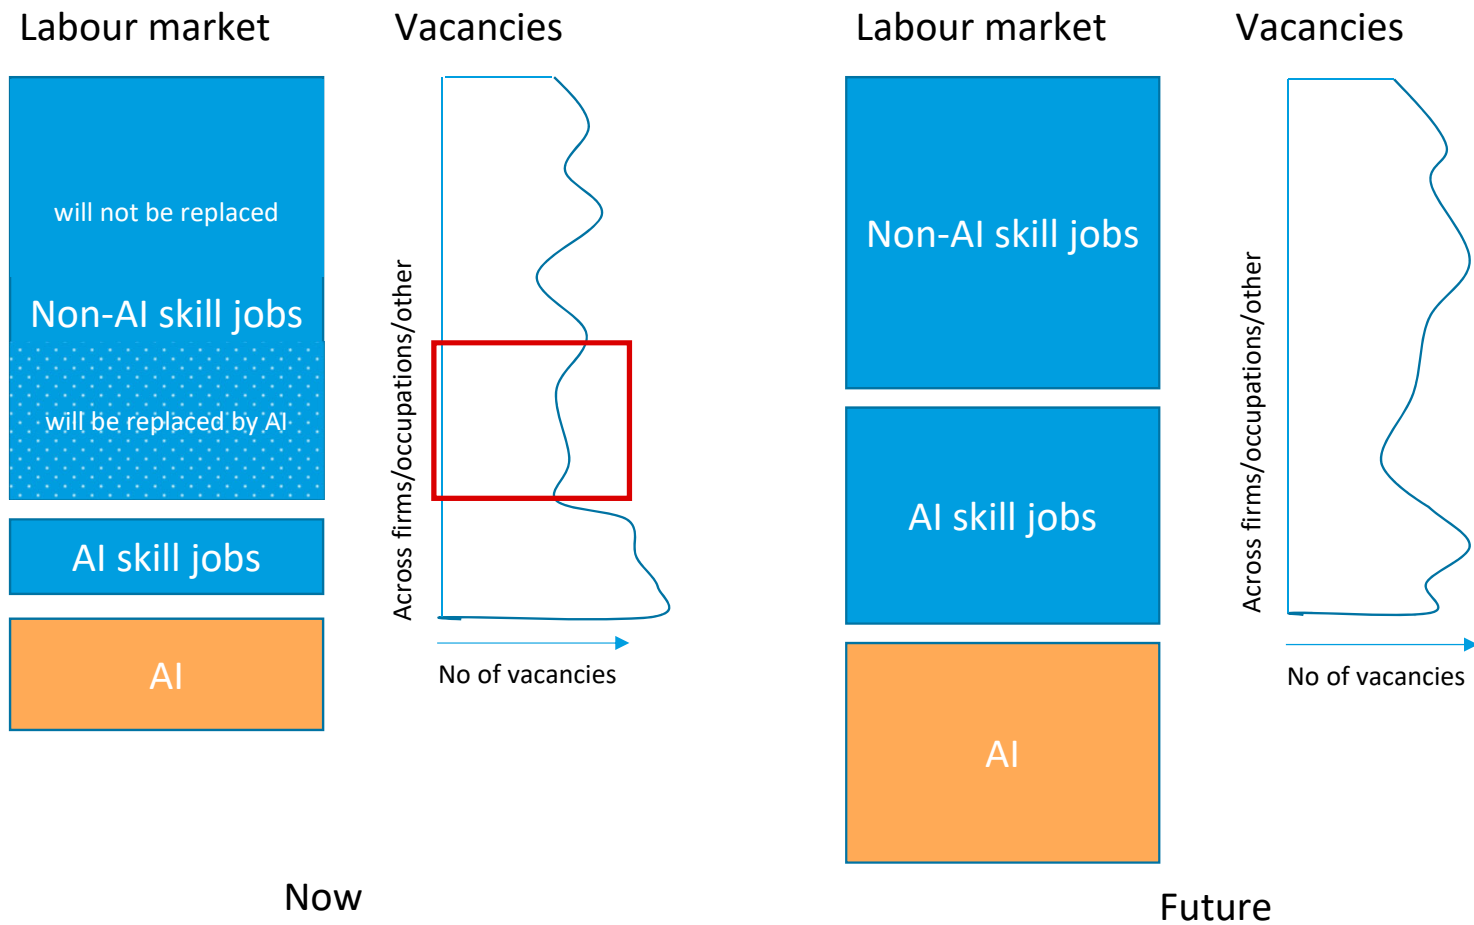 Labour market
Vacancies
will not be replaced
Non-AI skill jobs
will be replaced by AI
AI skill jobs
AI
Across firms/occupations/other
No of vacancies
Now
Labour market
Vacancies
Non-AI skill jobs
AI skill jobs
AI
Across firms/occupations/other
No of vacancies
Future